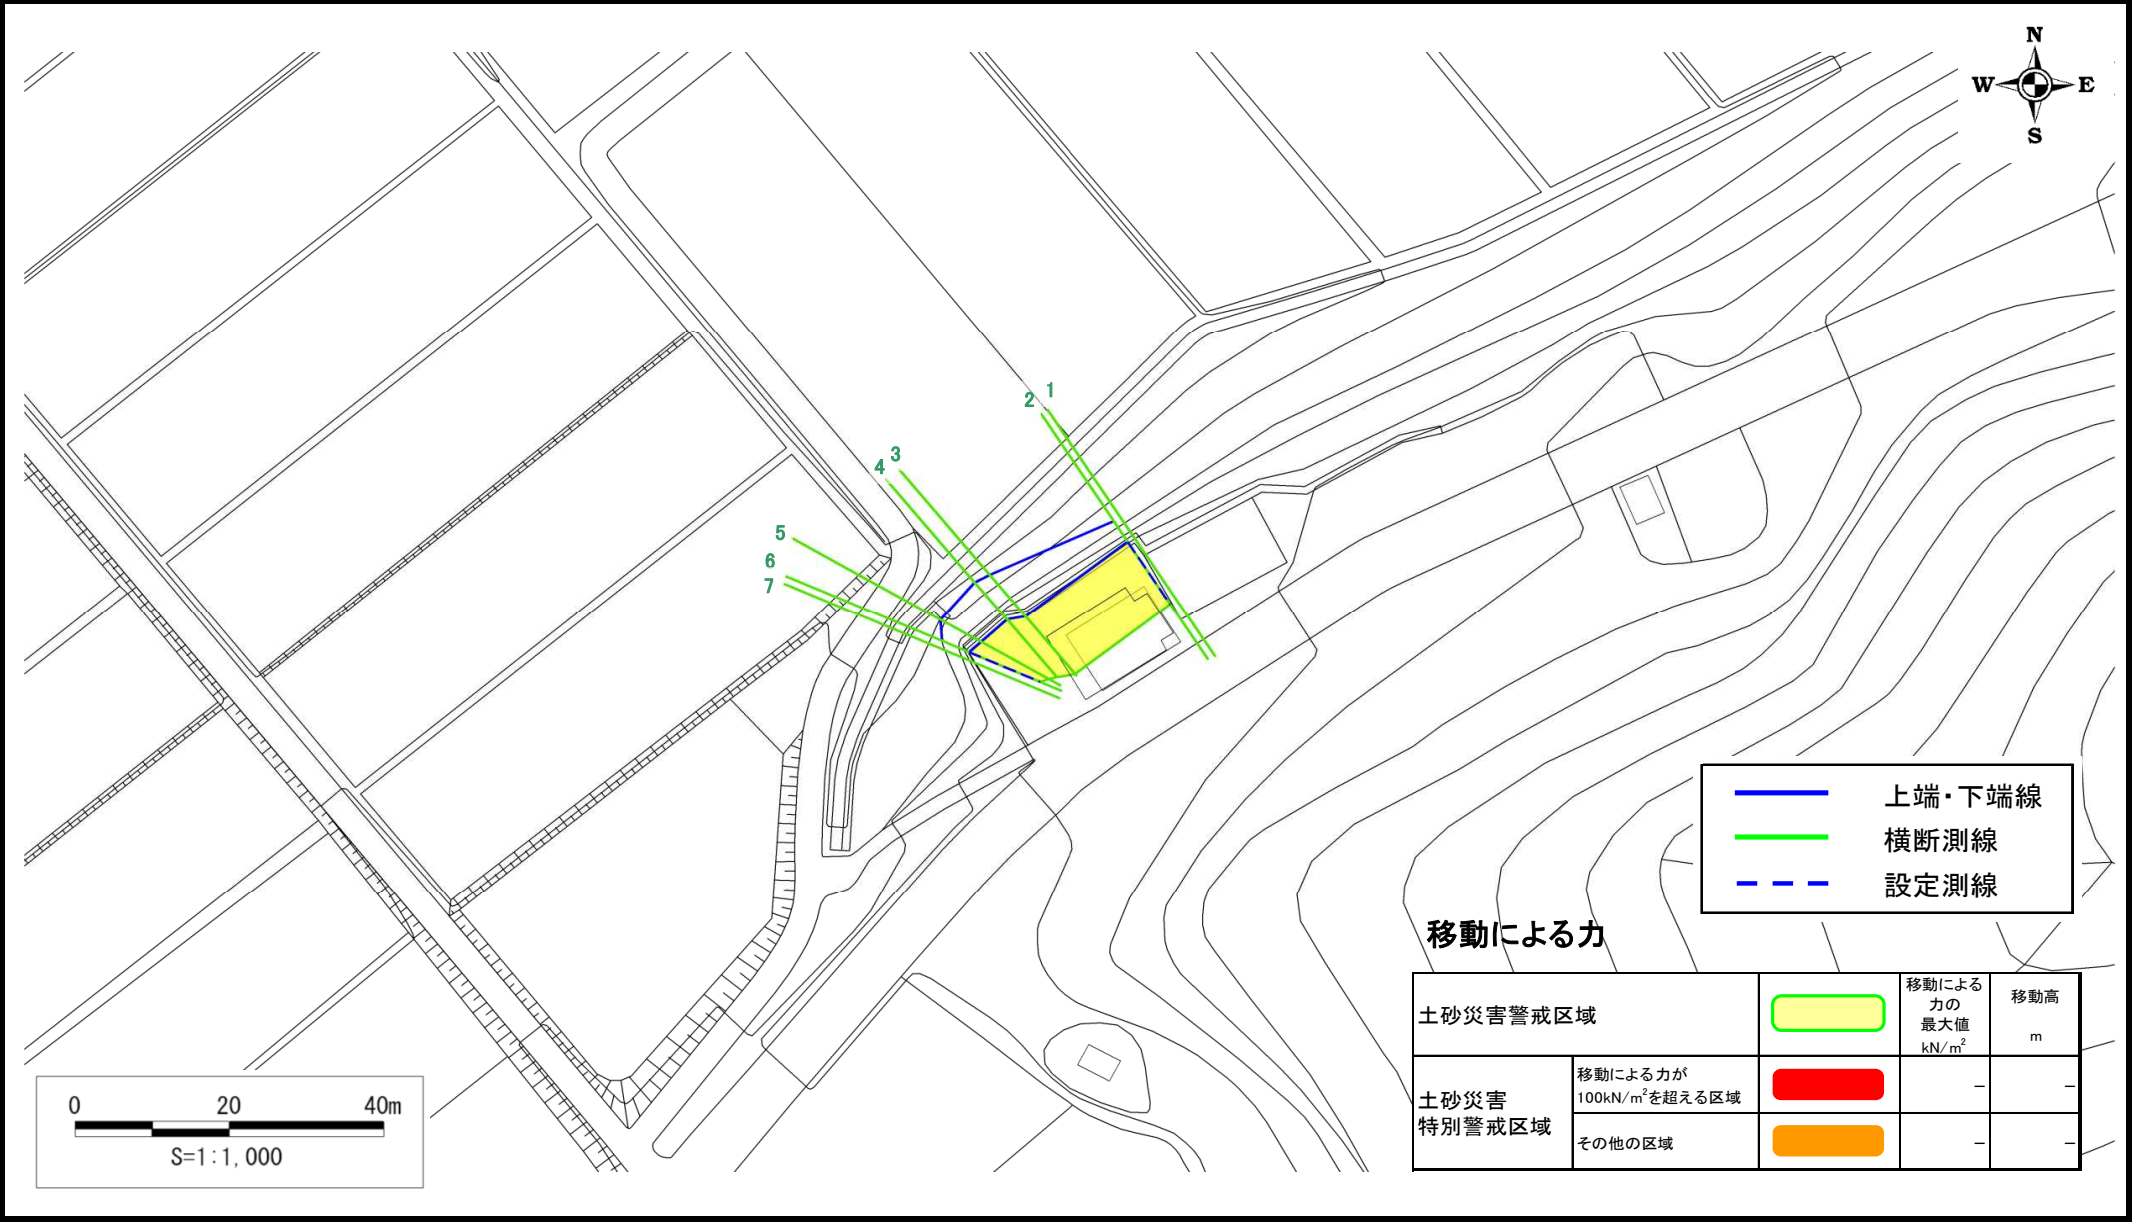 N
W E
S
1
2
3
4
5
6
7
上端・下端線
横断測線
設定測線
移動による力
土砂災害警戒区域
移動による
力の
最大値
kN/m²
移動高
m
土砂災害
特別警戒区域
移動による力が
100kN/m²を超える区域
－ －
その他の区域
－ －
0 20 40m
S=1:1,000